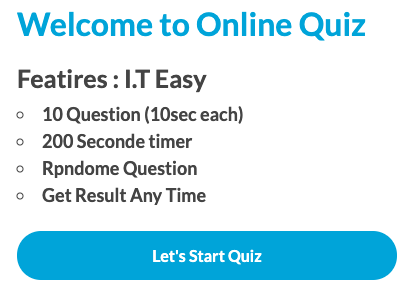 Welcome to Online Quiz
Featires : I.T Easy
10 Question (10sec each)
200 Seconde timer
Rpndome Question
Get Result Any Time
Let's Start Quiz